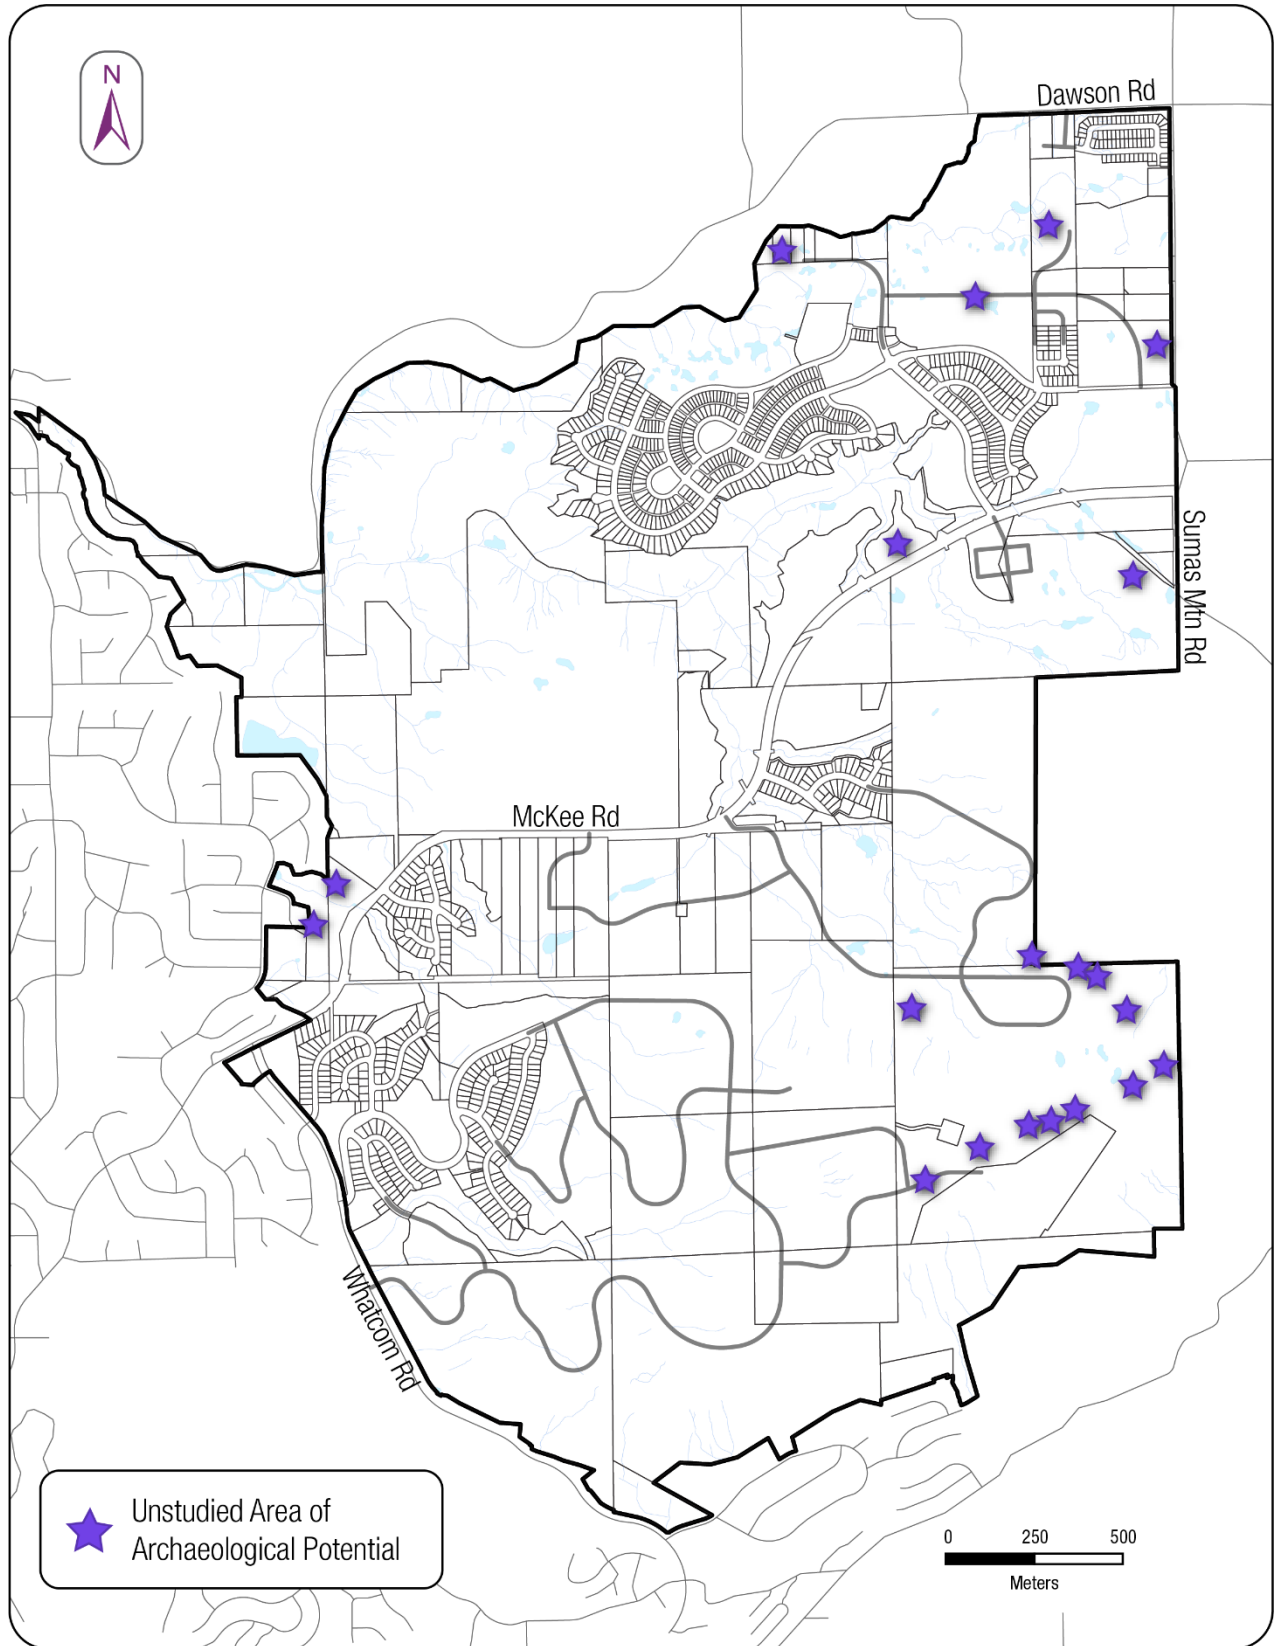 N
Dawson Rd
Sumas Mtn Rd
McKee Rd
Whatcom Rd
Unstudied Area of
Archaeological Potential
0 250 500
Meters